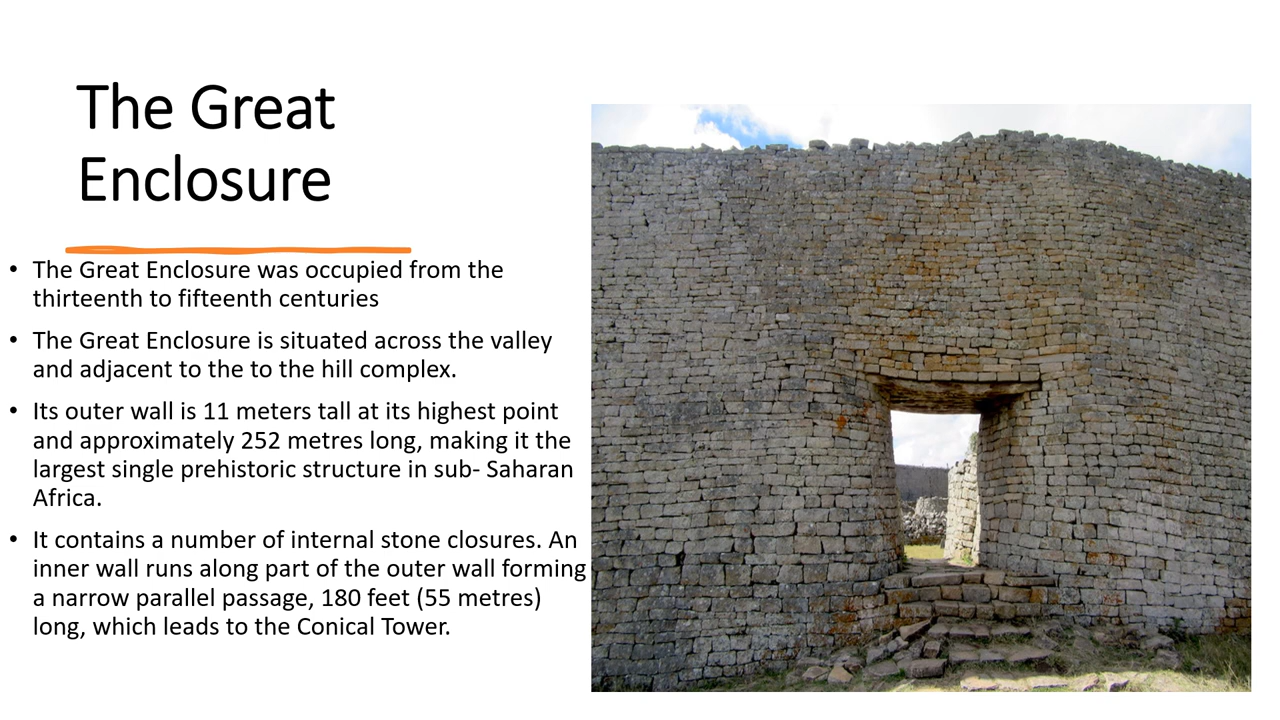 The Great
Enclosure
• The Great Enclosure was occupied from the
thirteenth to fifteenth centuries
• The Great Enclosure is situated across the valley
and adjacent to the to the hill complex.
• Its outer wall is 11 meters tall at its highest point
and approximately 252 metres long, making it the
largest single prehistoric structure in sub- Saharan
Africa.
• It contains a number of internal stone closures. An
inner wall runs along part of the outer wall forming
a narrow parallel passage, 180 feet (55 metres)
long, which leads to the Conical Tower.